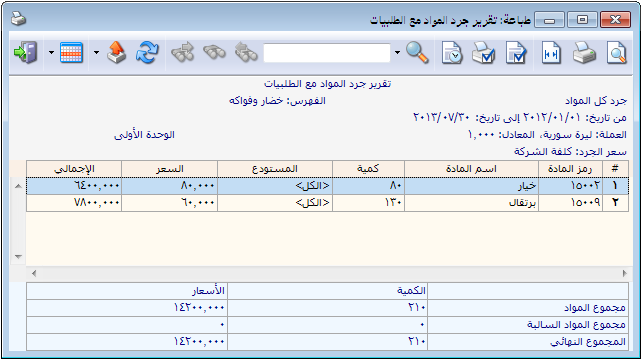 طباعة: تقرير جرد المواد مع الطلبيات
تقرير جرد المواد مع الطلبيات
جرد كل المواد الفهرس: خضار وفواكه
من تاريخ: ٢٠١٢/٠١/٠١ إلى تاريخ: ٢٠١٣/٠٧/٣٠
العملة: ليرة سورية، المعادل: ١,٠٠٠ الوحدة الأولى
سعر الجرد: كلفة الشركة
# رمز المادة اسم المادة كمية المستودع السعر الإجمالي
١ ١٥٠٠٢ خيار ٨٠ <الكل> ٨٠,٠٠٠ ٦٤٠٠,٠٠٠
٢ ١٥٠٠٩ برتقال ١٣٠ <الكل> ٦٠,٠٠٠ ٧٨٠٠,٠٠٠
الكمية الأسعار
مجموع المواد ٢١٠ ١٤٢٠٠,٠٠٠
مجموع المواد السالبة ٠ ٠
المجموع النهائي ٢١٠ ١٤٢٠٠,٠٠٠